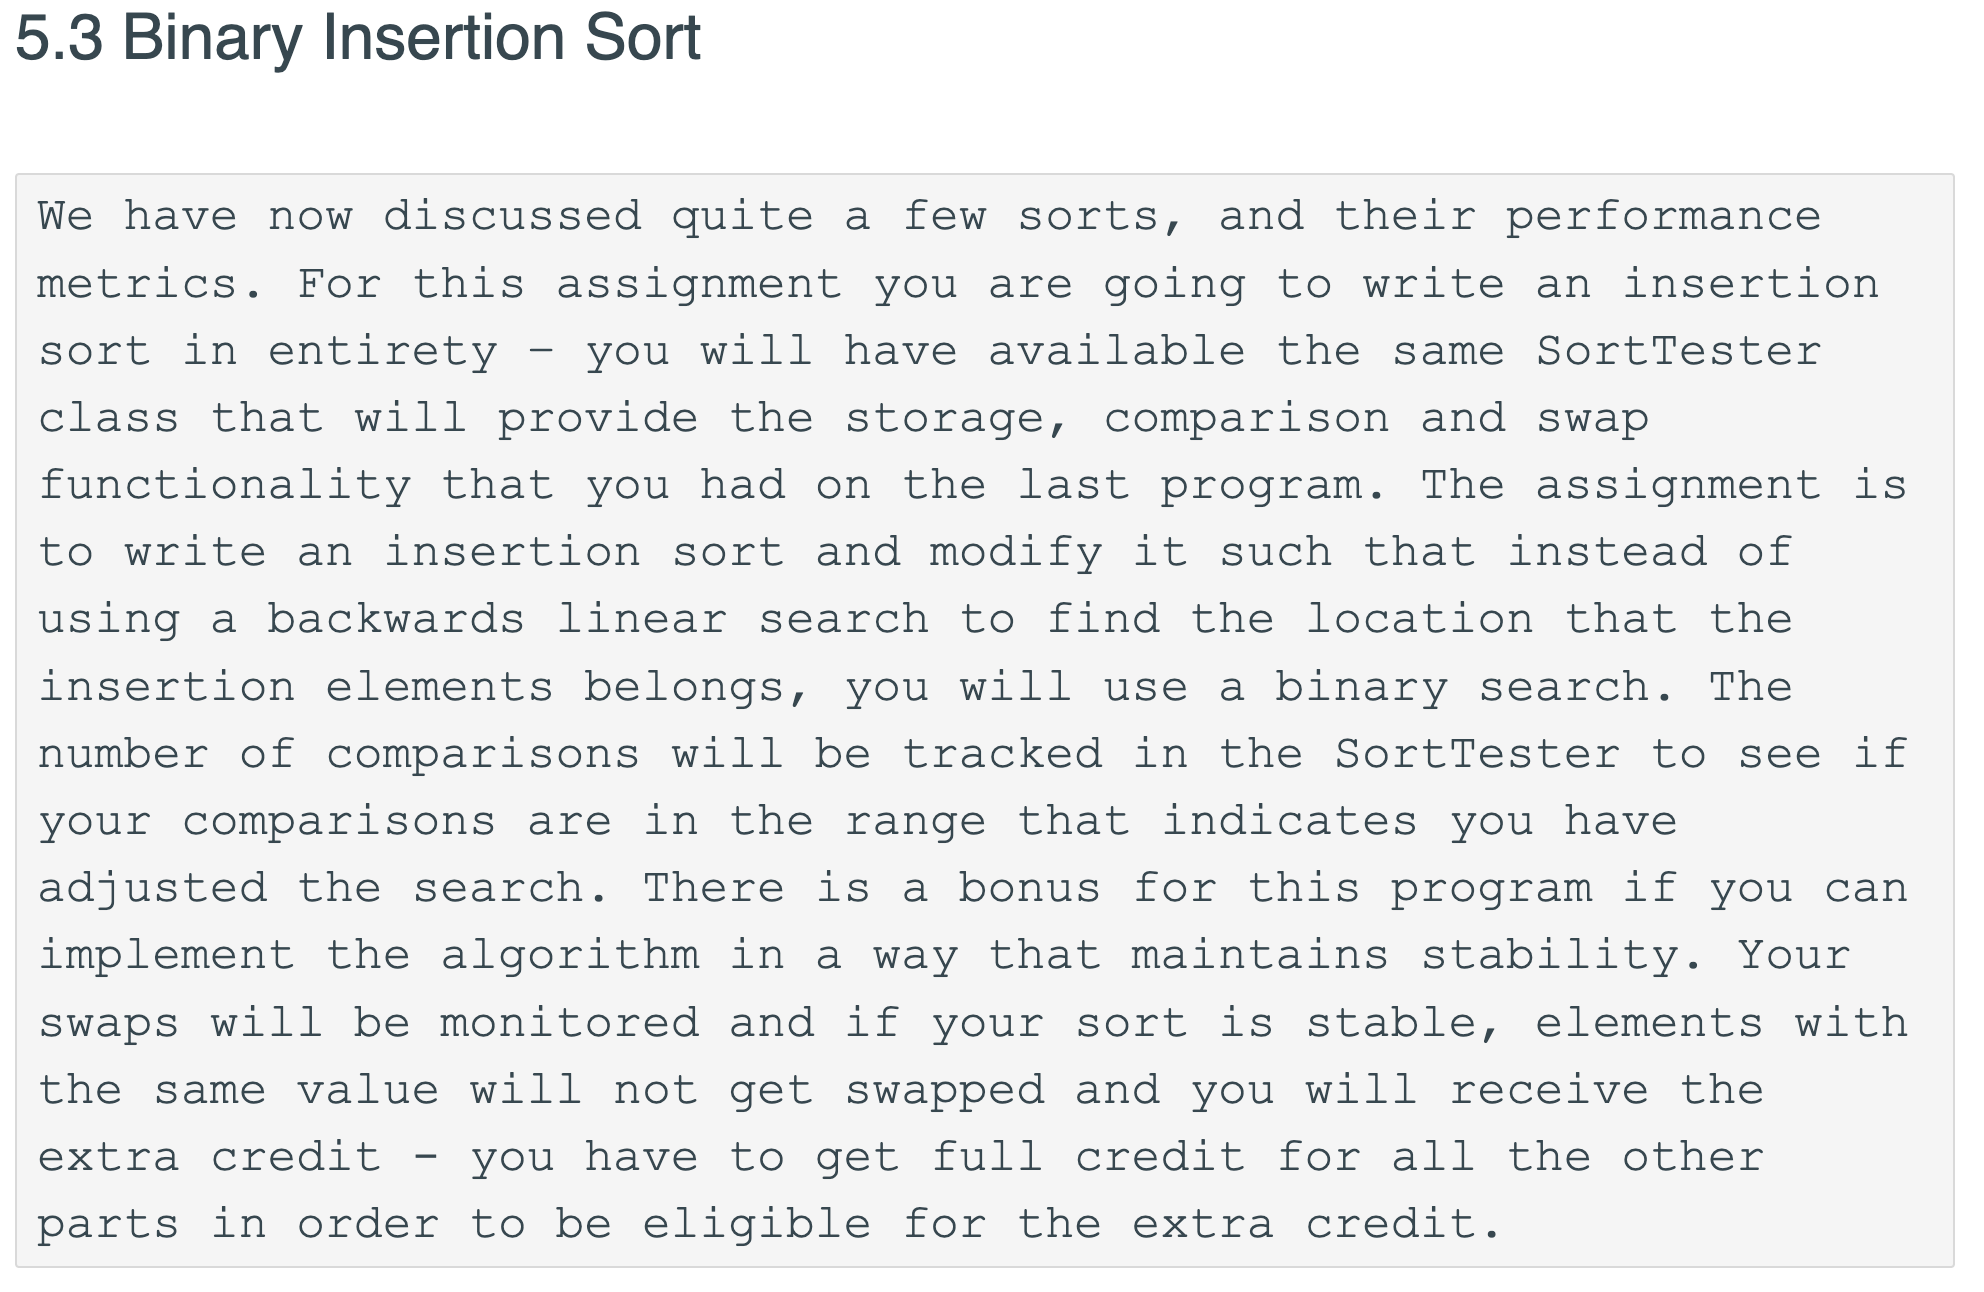 5.3 Binary Insertion Sort
We have now discussed quite a few sorts, and their performance
metrics. For this assignment you are going to write an insertion
sort in entirety – you will have available the same SortTester
class that will provide the storage, comparison and swap
functionality that you had on the last program. The assignment is
to write an insertion sort and modify it such that instead of
using a backwards linear search to find the location that the
insertion elements belongs, you will use a binary search. The
number of comparisons will be tracked in the SortTester to see if
your comparisons are in the range that indicates you have
adjusted the search. There is a bonus for this program if you can
implement the algorithm in a way that maintains stability. Your
swaps will be monitored and if your sort is stable, elements with
the same value will not get swapped and you will receive the
extra credit - you have to get full credit for all the other
parts in order to be eligible for the extra credit.